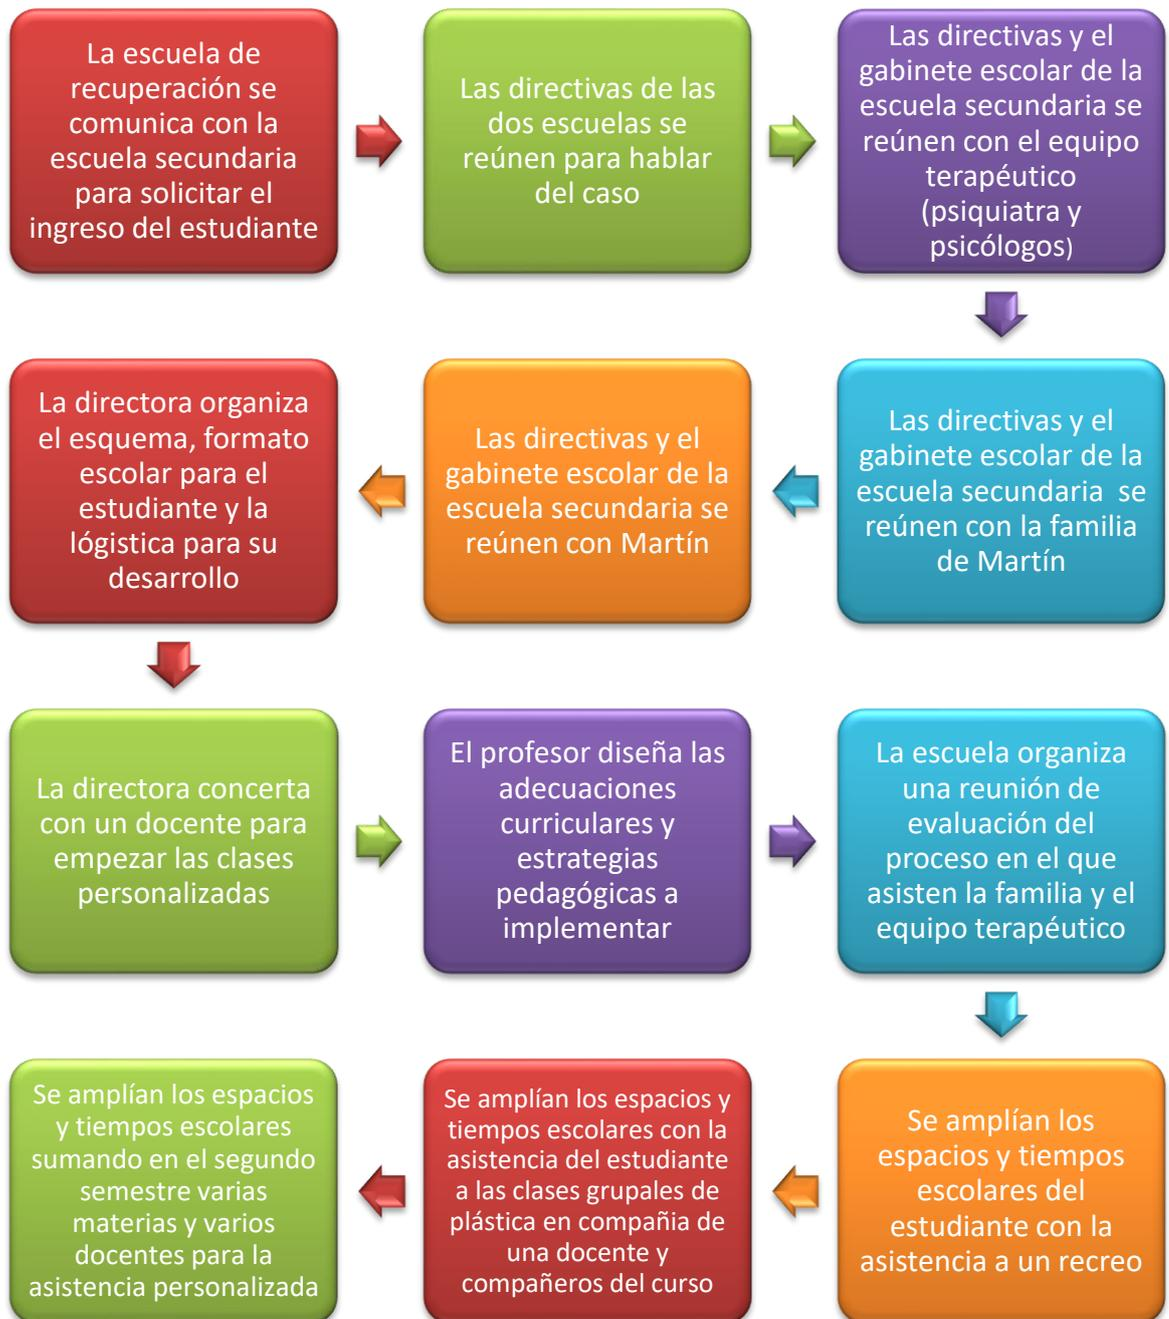 La escuela de
recuperación se
comunica con la
escuela secundaria
para solicitar el
ingreso del estudiante
Las directivas de las
dos escuelas se
reúnen para hablar
del caso
Las directivas y el
gabinete escolar de la
escuela secundaria se
reúnen con el equipo
terapéutico
(psiquiatra y
psicólogos)
Las directivas y el
gabinete escolar de la
escuela secundaria  se
reúnen con la familia
de Martín
Las directivas y el
gabinete escolar de la
escuela secundaria se
reúnen con Martín
La directora organiza
el esquema, formato
escolar para el
estudiante y la
lógistica para su
desarrollo
La directora concerta
con un docente para
empezar las clases
personalizadas
El profesor diseña las
adecuaciones
curriculares y
estrategias
pedagógicas a
implementar
La escuela organiza
una reunión de
evaluación del
proceso en el que
asisten la familia y el
equipo terapéutico
Se amplían los
espacios y tiempos
escolares del
estudiante con la
asistencia a un recreo
Se amplían los espacios y
tiempos escolares con la
asistencia del estudiante
a las clases grupales de
plástica en compañia de
una docente y
compañeros del curso
Se amplían los espacios
y tiempos escolares
sumando en el segundo
semestre varias
materias y varios
docentes para la
asistencia personalizada